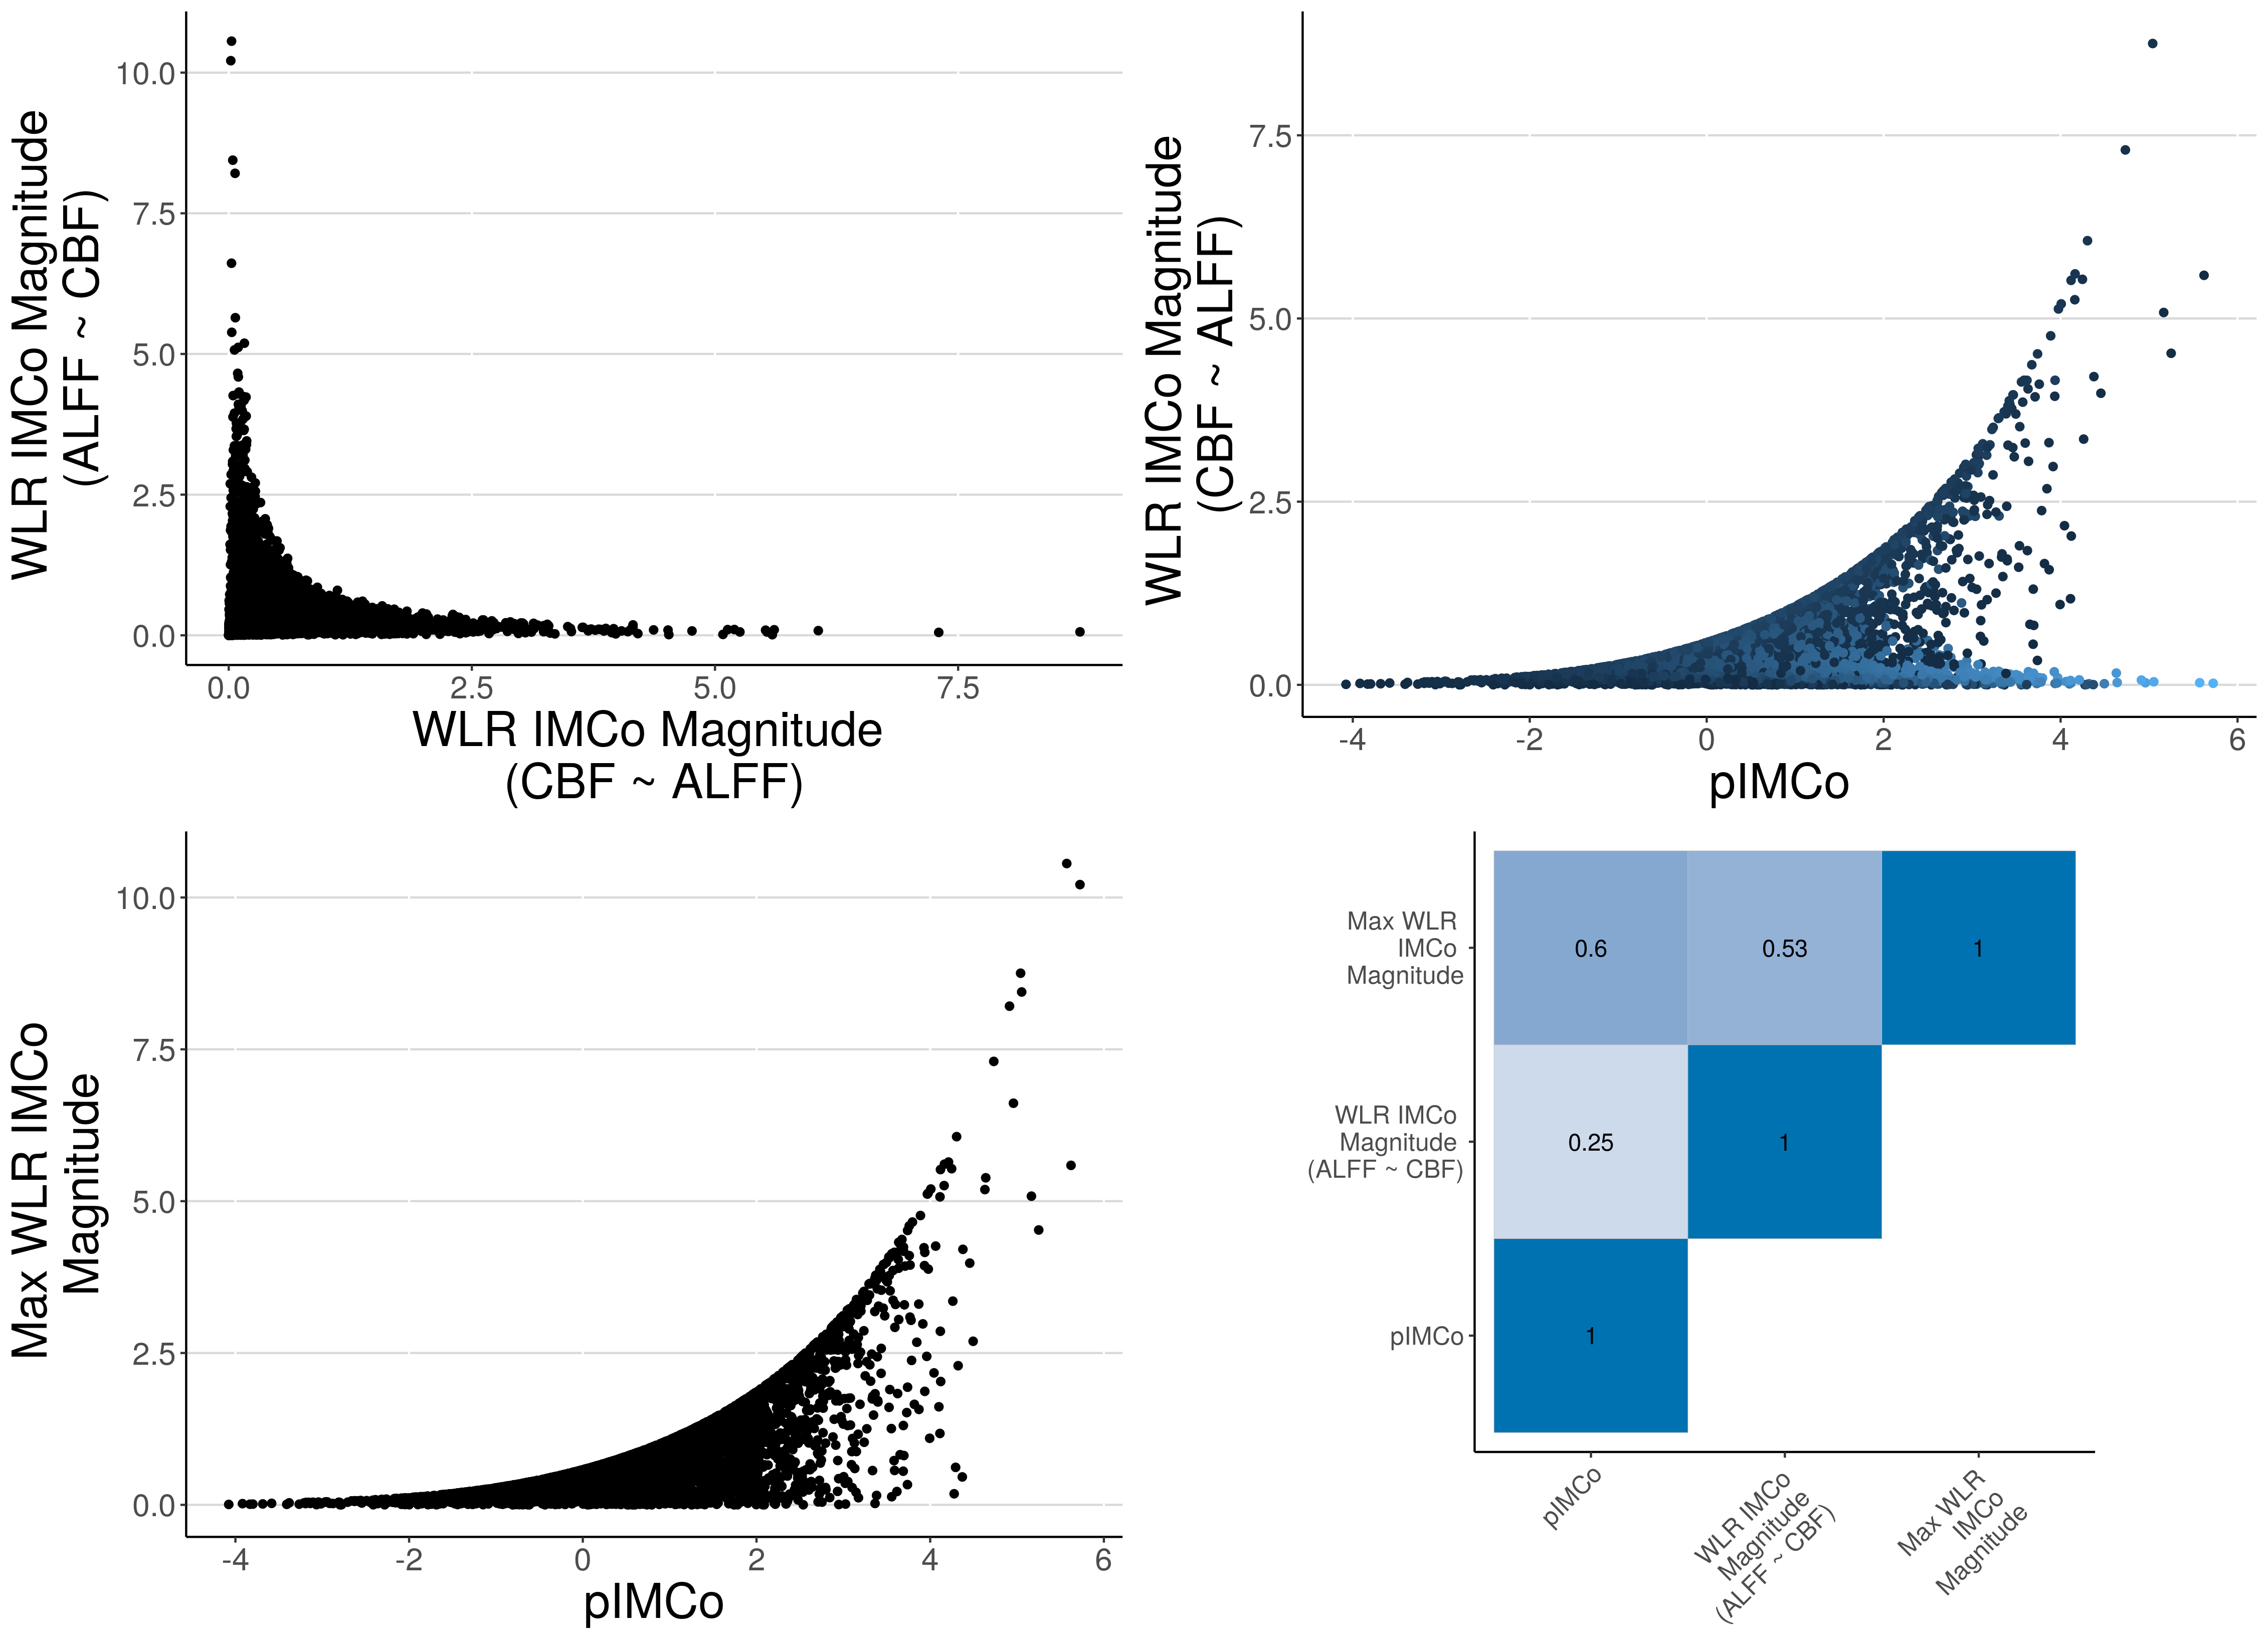 WLR IMCo Magnitude
(ALFF ~ CBF)
10.0
7.5
5.0
2.5
0.0
0.0
2.5
5.0
7.5
WLR IMCo Magnitude
(CBF ~ ALFF)
WLR IMCo Magnitude
(CBF ~ ALFF)
7.5
5.0
2.5
0.0
-4
-2
0
2
4
6
pIMCo
Max WLR IMCo
Magnitude
10.0
7.5
5.0
2.5
0.0
-4
-2
0
2
4
6
pIMCo
Max WLR
IMCo
Magnitude
0.6
0.53
1
WLR IMCo
Magnitude
(ALFF ~ CBF)
0.25
1
pIMCo
1
pIMCo
WLR IMCo
Magnitude
(ALFF ~ CBF)
Max WLR
IMCo
Magnitude